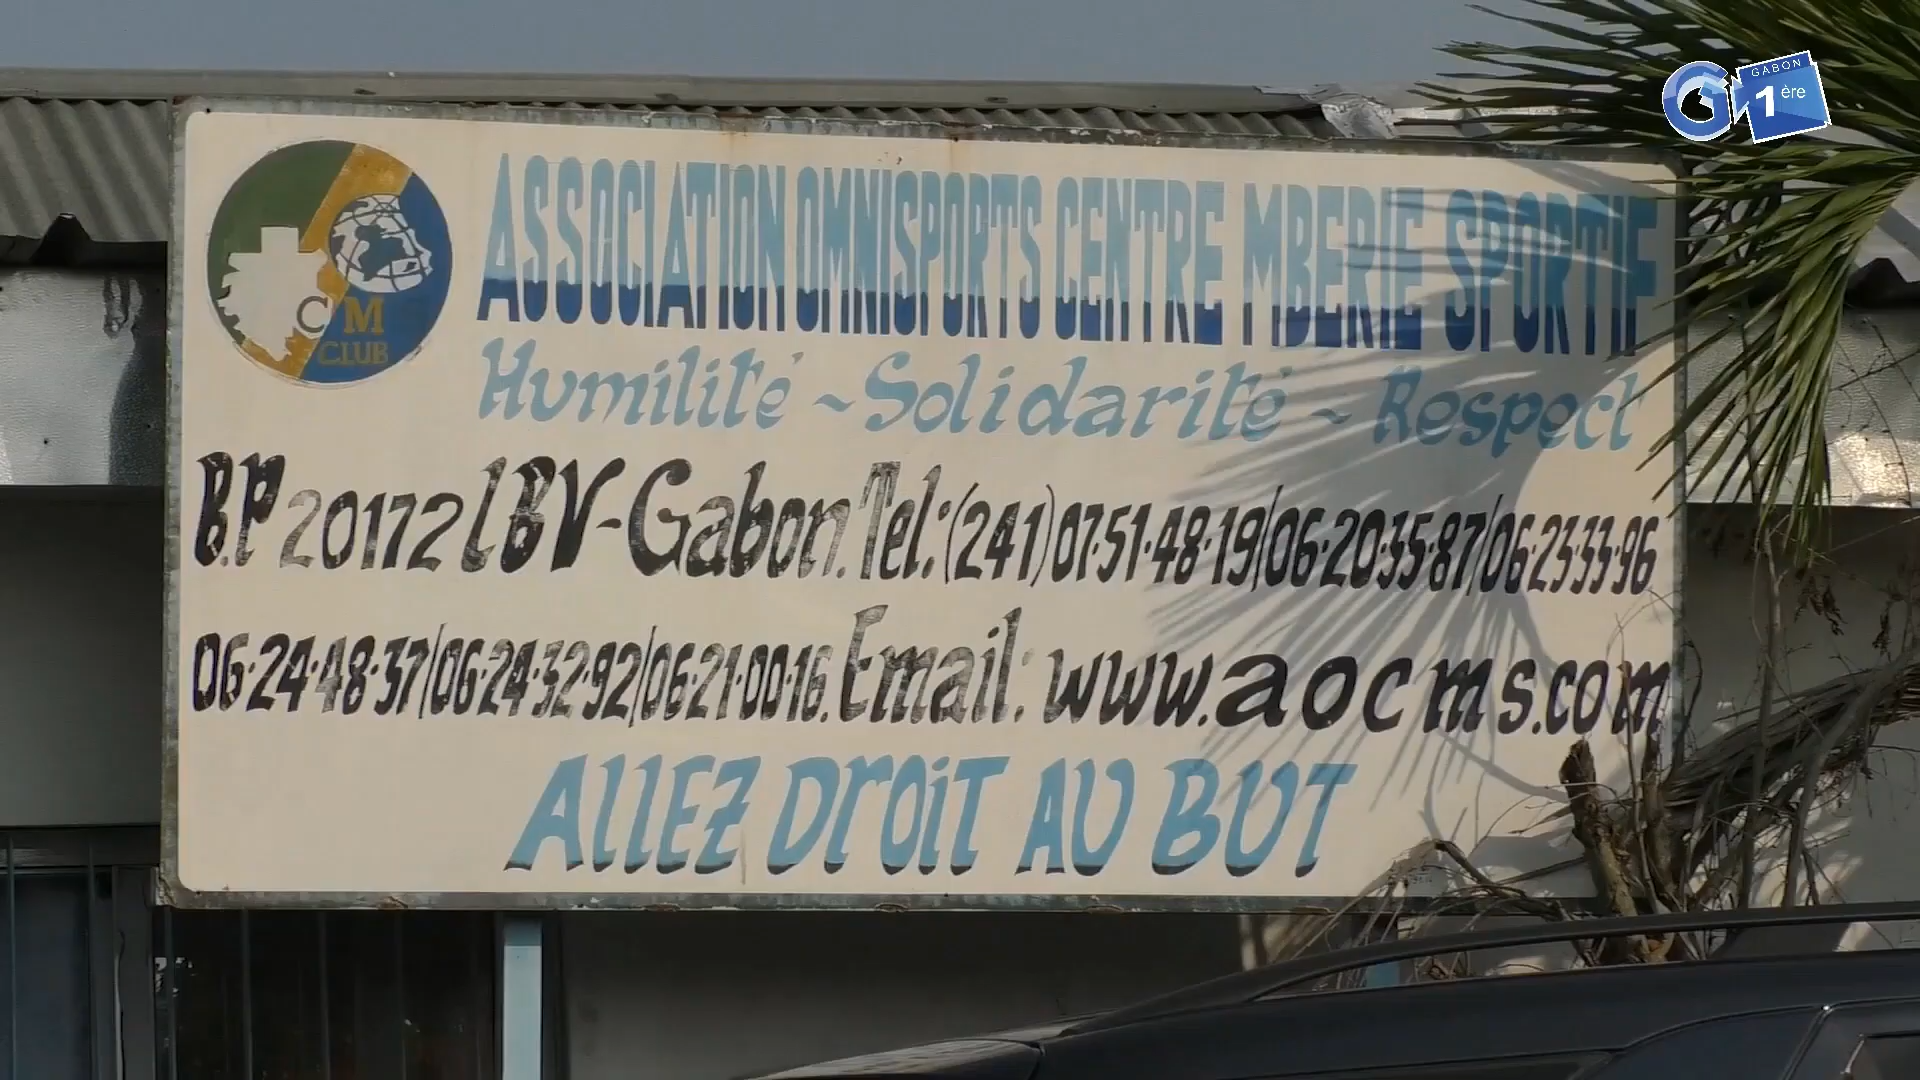 GABON
G 1ère
ASSOCIATION OMNISPORTS CENTRE MBERIE SPORTIF
C M
CLUB
Humilité ~ Solidarité ~ Respect
B.P 20172 LBV-Gabon. Tel: (241) 07.51.48.19/06.20.35.87/06.23.33.96
06.24.48.37/06.24.32.92/06.21.00.16. Email: www.aocms.com
ALLEZ DROIT AU BUT